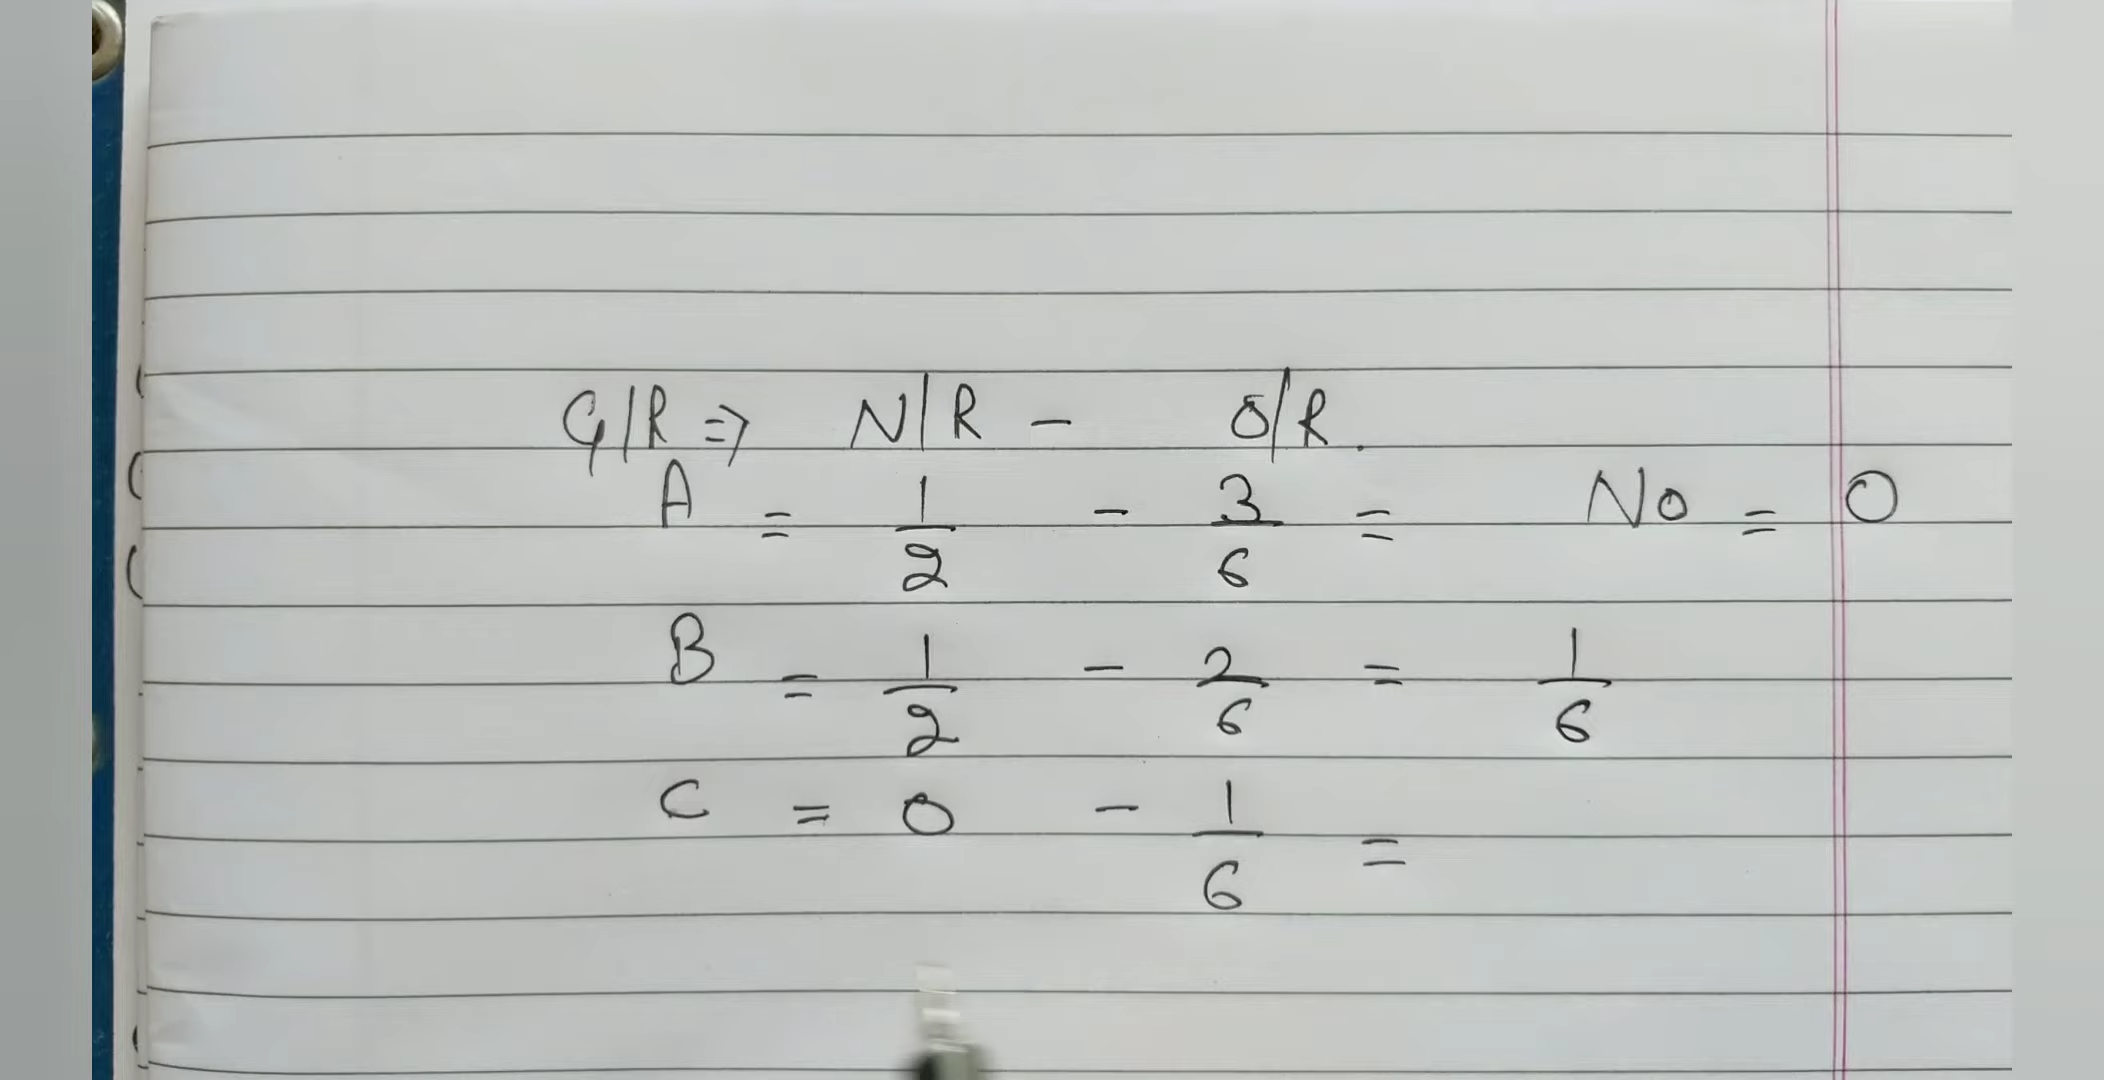 G/R => N/R - O/R.
A = 1/2 - 3/6 = No = 0
B = 1/2 - 2/6 = 1/6
C = 0 - 1/6 =